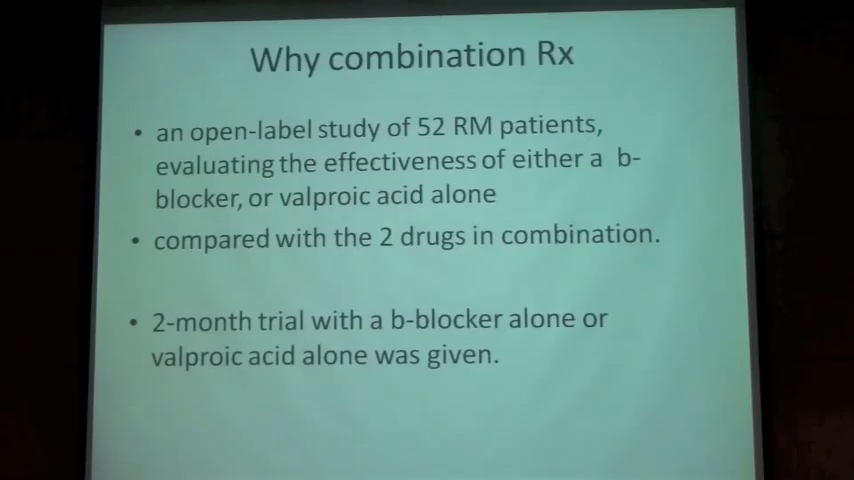 Why combination Rx
• an open-label study of 52 RM patients,
evaluating the effectiveness of either a b-
blocker, or valproic acid alone
• compared with the 2 drugs in combination.
• 2-month trial with a b-blocker alone or
valproic acid alone was given.